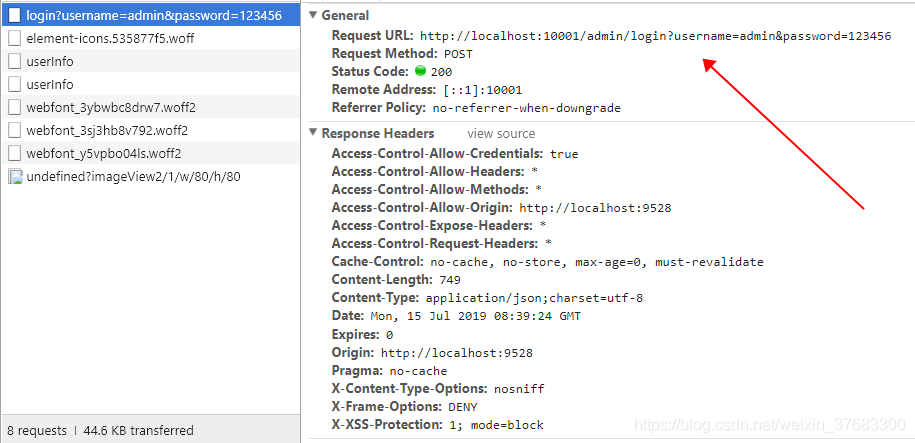 login?username=admin&password=123456
element-icons.535877f5.woff
userInfo
userInfo
webfont_3ybwbc8drw7.woff2
webfont_3sj3hb8v792.woff2
webfont_y5vpbo04ls.woff2
undefined?imageView2/1/w/80/h/80
8 requests | 44.6 KB transferred
General
Request URL: http://localhost:10001/admin/login?username=admin&password=123456
Request Method: POST
Status Code: 200
Remote Address: [::1]:10001
Referrer Policy: no-referrer-when-downgrade
Response Headers view source
Access-Control-Allow-Credentials: true
Access-Control-Allow-Headers: *
Access-Control-Allow-Methods: *
Access-Control-Allow-Origin: http://localhost:9528
Access-Control-Expose-Headers: *
Access-Control-Request-Headers: *
Cache-Control: no-cache, no-store, max-age=0, must-revalidate
Content-Length: 749
Content-Type: application/json;charset=utf-8
Date: Mon, 15 Jul 2019 08:39:24 GMT
Expires: 0
Origin: http://localhost:9528
Pragma: no-cache
X-Content-Type-Options: nosniff
X-Frame-Options: DENY
X-XSS-Protection: 1; mode=block
https://blog.csdn.net/weixin_37683300